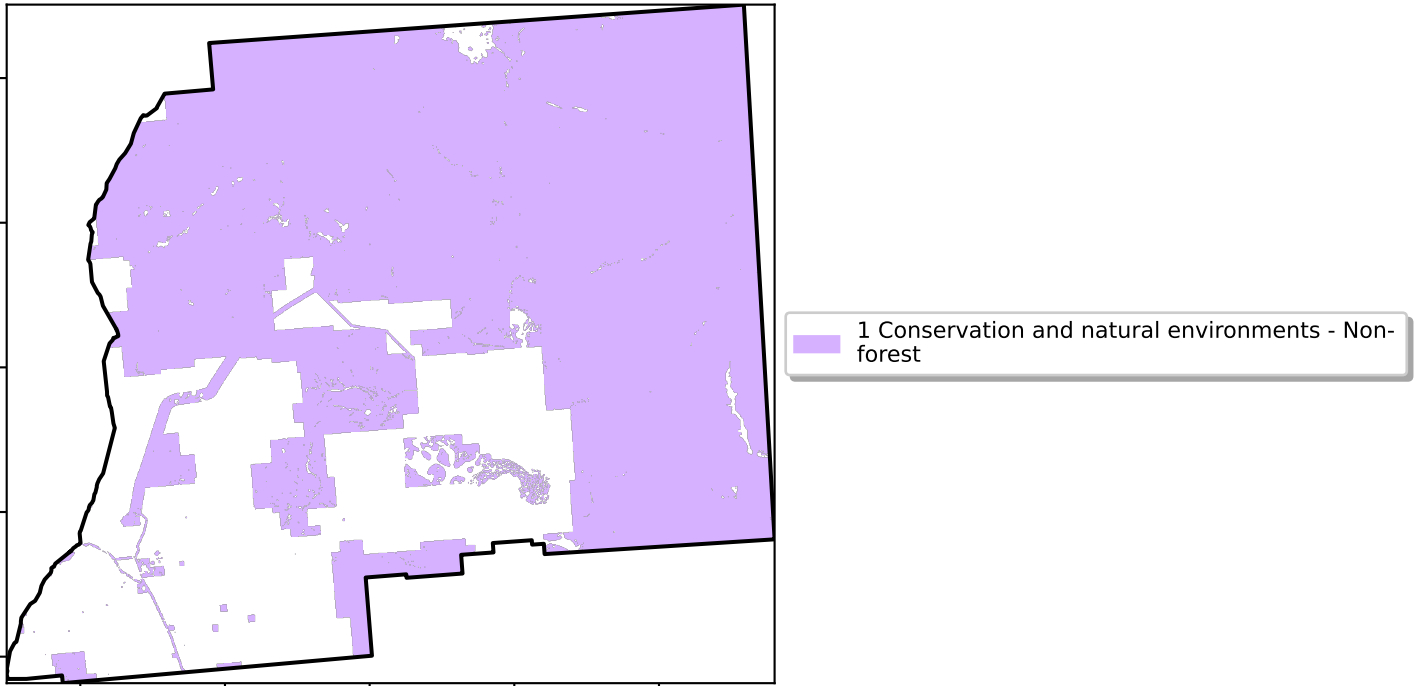 1 Conservation and natural environments - Non-
forest